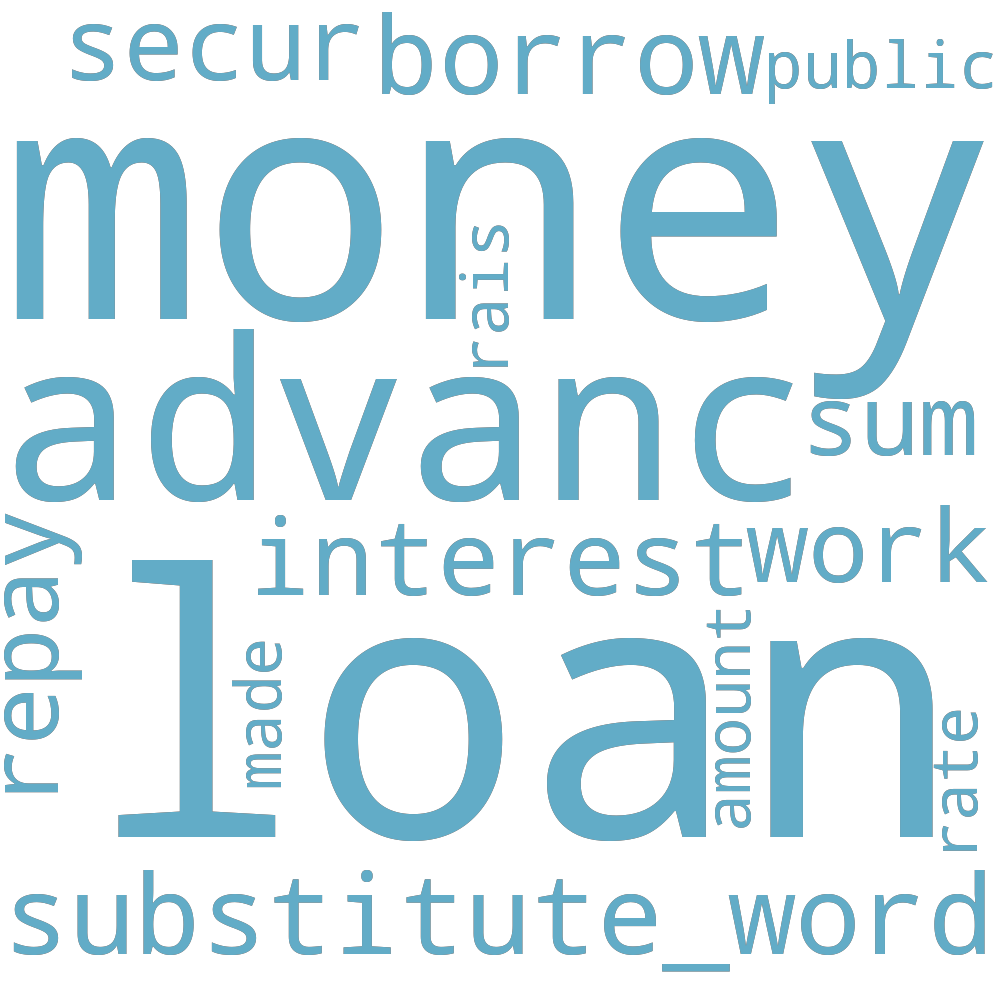 secur borrow public
money
rais
advanc
sum
repay
interest work
loan
made
amount
rate
substitute_word